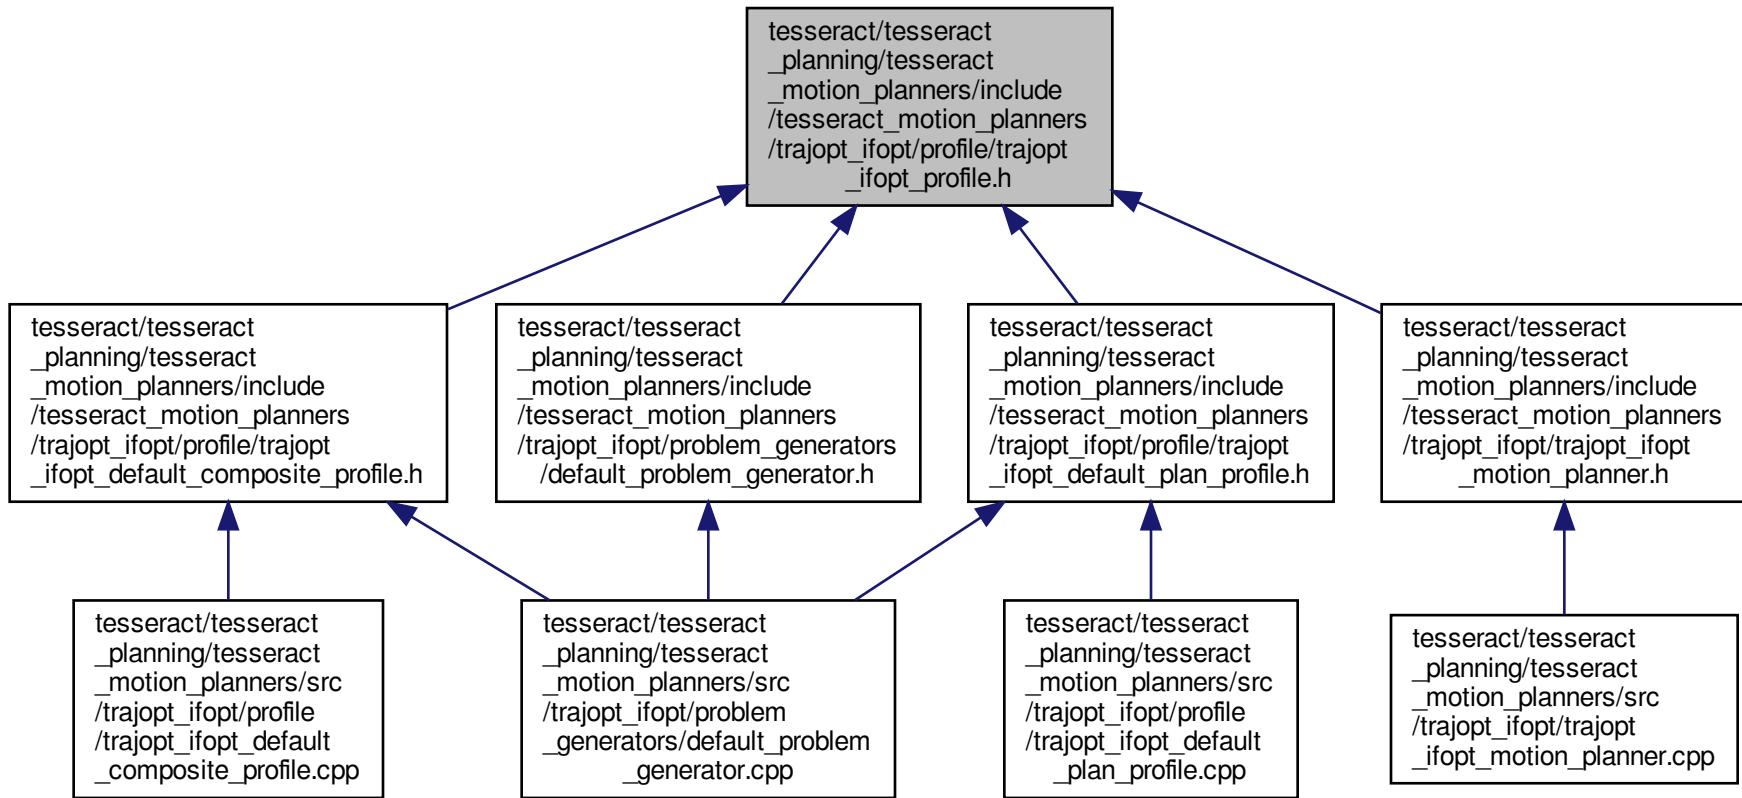 tesseract/tesseract
_planning/tesseract
_motion_planners/include
/tesseract_motion_planners
/trajopt_ifopt/profile/trajopt
_ifopt_profile.h
tesseract/tesseract
_planning/tesseract
_motion_planners/include
/tesseract_motion_planners
/trajopt_ifopt/profile/trajopt
_ifopt_default_composite_profile.h
tesseract/tesseract
_planning/tesseract
_motion_planners/include
/tesseract_motion_planners
/trajopt_ifopt/problem_generators
/default_problem_generator.h
tesseract/tesseract
_planning/tesseract
_motion_planners/include
/tesseract_motion_planners
/trajopt_ifopt/profile/trajopt
_ifopt_default_plan_profile.h
tesseract/tesseract
_planning/tesseract
_motion_planners/include
/tesseract_motion_planners
/trajopt_ifopt/trajopt_ifopt
_motion_planner.h
tesseract/tesseract
_planning/tesseract
_motion_planners/src
/trajopt_ifopt/profile
/trajopt_ifopt_default
_composite_profile.cpp
tesseract/tesseract
_planning/tesseract
_motion_planners/src
/trajopt_ifopt/problem
_generators/default_problem
_generator.cpp
tesseract/tesseract
_planning/tesseract
_motion_planners/src
/trajopt_ifopt/profile
/trajopt_ifopt_default
_plan_profile.cpp
tesseract/tesseract
_planning/tesseract
_motion_planners/src
/trajopt_ifopt/trajopt
_ifopt_motion_planner.cpp